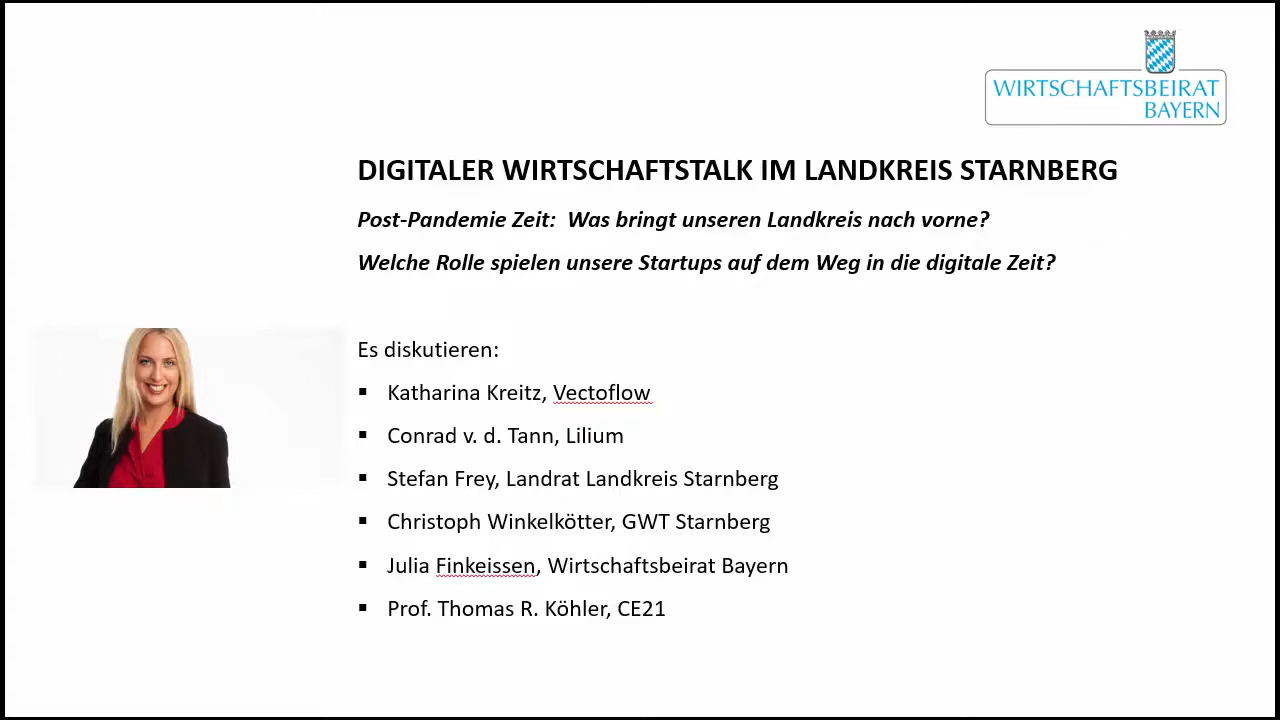 WIRTSCHAFTSBEIRAT
BAYERN
DIGITALER WIRTSCHAFTSTALK IM LANDKREIS STARNBERG
Post-Pandemie Zeit:  Was bringt unseren Landkreis nach vorne?
Welche Rolle spielen unsere Startups auf dem Weg in die digitale Zeit?
Es diskutieren:
▪ Katharina Kreitz, Vectoflow
▪ Conrad v. d. Tann, Lilium
▪ Stefan Frey, Landrat Landkreis Starnberg
▪ Christoph Winkelkötter, GWT Starnberg
▪ Julia Finkeissen, Wirtschaftsbeirat Bayern
▪ Prof. Thomas R. Köhler, CE21